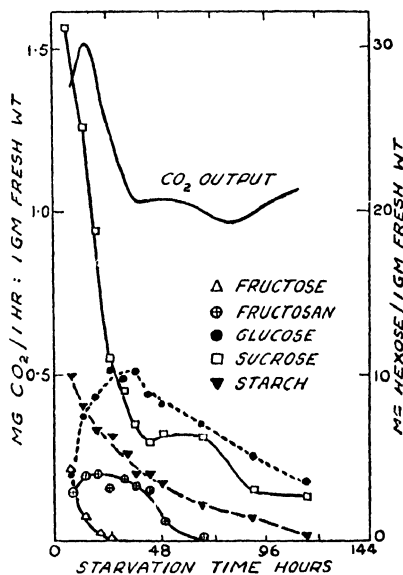 1·5
1·0
0·5
0
MG CO₂/1 HR : 1 GM FRESH WT
30
20
10
0
MG HEXOSE/1 GM FRESH WT
CO₂ OUTPUT
△ FRUCTOSE
⊕ FRUCTOSAN
● GLUCOSE
□ SUCROSE
▼ STARCH
0 48 96 144
STARVATION TIME HOURS